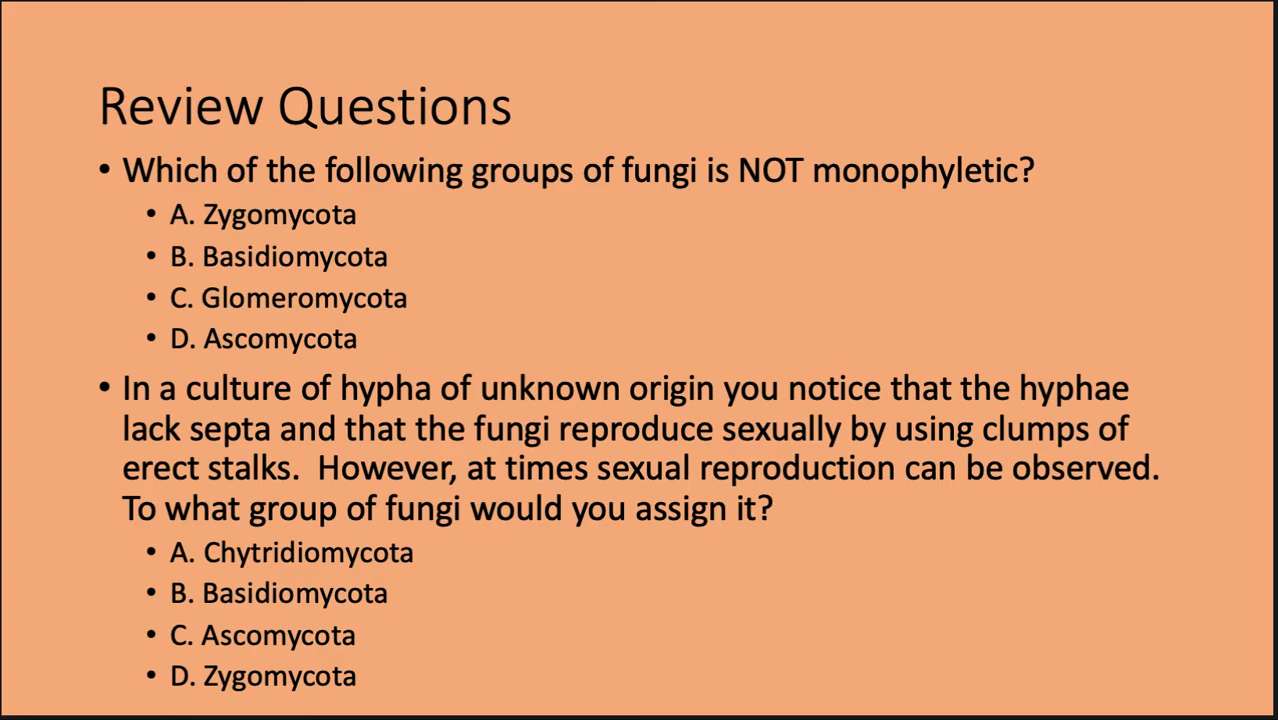 Review Questions
• Which of the following groups of fungi is NOT monophyletic?
• A. Zygomycota
• B. Basidiomycota
• C. Glomeromycota
• D. Ascomycota
• In a culture of hypha of unknown origin you notice that the hyphae
lack septa and that the fungi reproduce sexually by using clumps of
erect stalks.  However, at times sexual reproduction can be observed.
To what group of fungi would you assign it?
• A. Chytridiomycota
• B. Basidiomycota
• C. Ascomycota
• D. Zygomycota